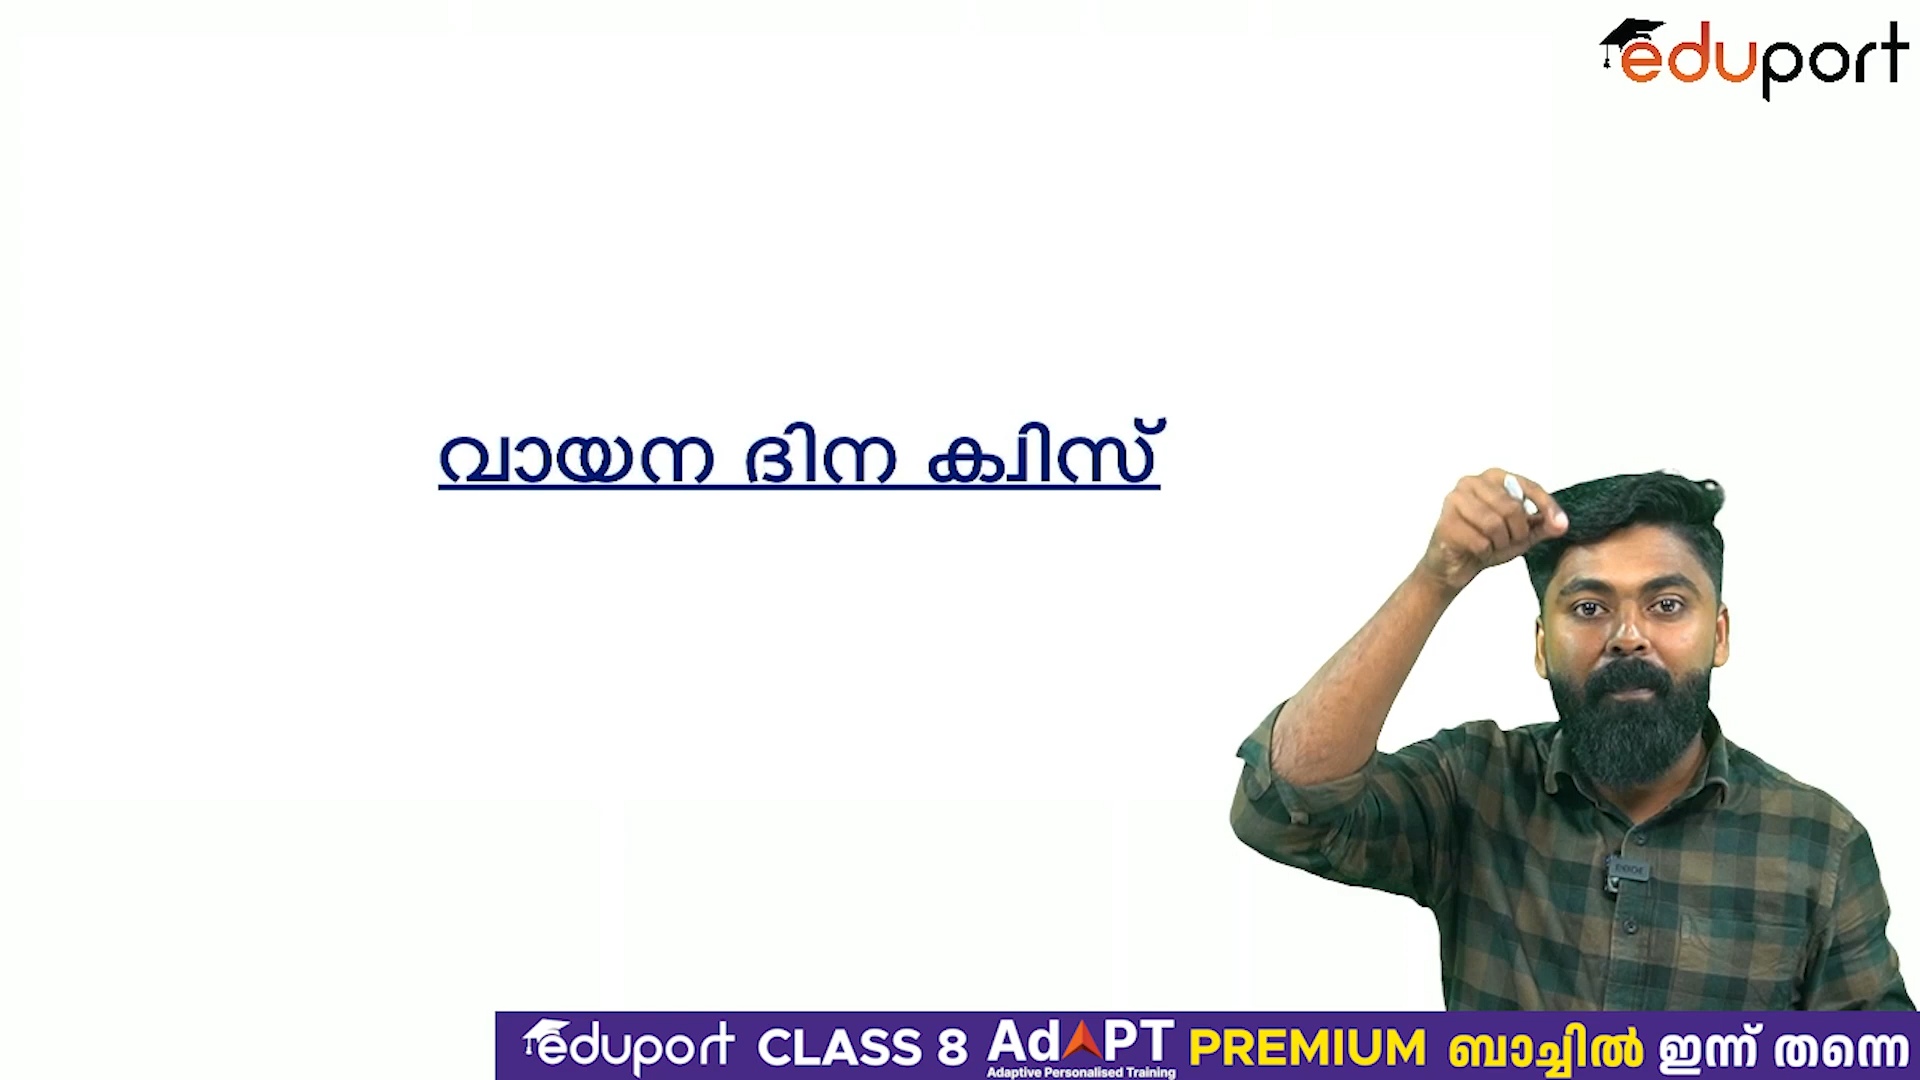 eduport
വായന ദിന ക്വിസ്
eduport CLASS 8 AdAPT PREMIUM ബാച്ചിൽ ഇന്ന് തന്നെ
Adaptive Personalised Training